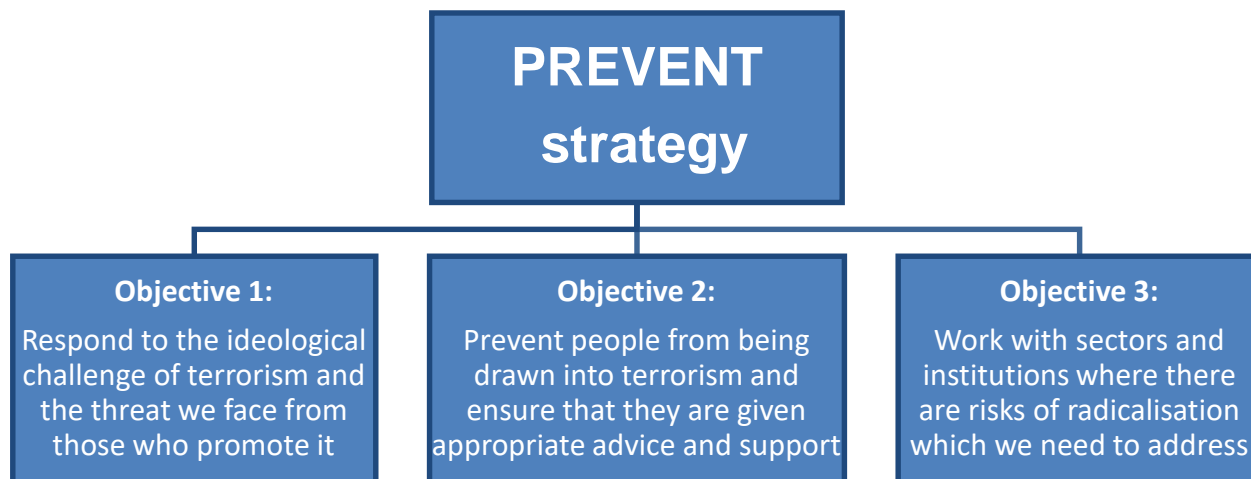 PREVENT
strategy
Objective 1:
Respond to the ideological
challenge of terrorism and
the threat we face from
those who promote it
Objective 2:
Prevent people from being
drawn into terrorism and
ensure that they are given
appropriate advice and support
Objective 3:
Work with sectors and
institutions where there
are risks of radicalisation
which we need to address